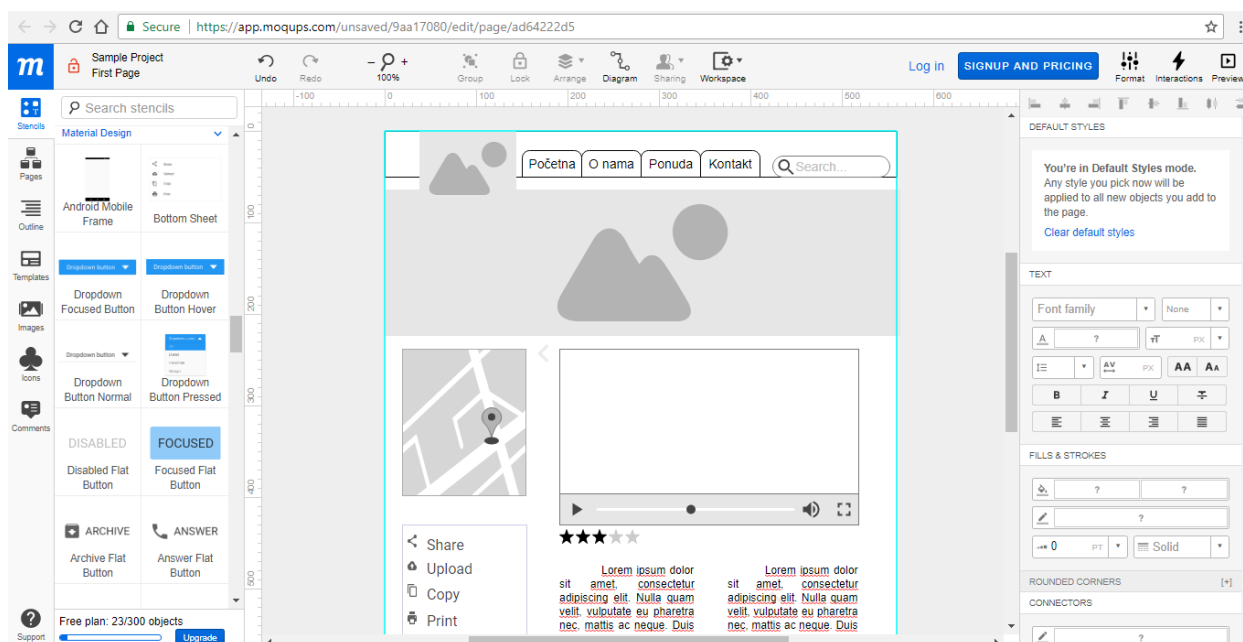 Secure | https://app.moqups.com/unsaved/9aa17080/edit/page/ad64222d5
m
Sample Project
First Page
Undo
Redo
100%
Group
Lock
Arrange
Diagram
Sharing
Workspace
Log in
SIGNUP AND PRICING
Format
Interactions
Preview
Stencils
Pages
Outline
Templates
Images
Icons
Comments
Support
Search stencils
Material Design
Android Mobile
Frame
Share
Upload
Copy
Print
Bottom Sheet
Dropdown button
Dropdown
Focused Button
Dropdown button
Dropdown
Button Hover
Dropdown button
Dropdown
Button Normal
Dropdown
Button Pressed
DISABLED
Disabled Flat
Button
FOCUSED
Focused Flat
Button
ARCHIVE
Archive Flat
Button
ANSWER
Answer Flat
Button
Free plan: 23/300 objects
Upgrade
-100 0 100 200 300 400 500 600
0
100
200
300
400
500
Početna
O nama
Ponuda
Kontakt
Search...
Share
Upload
Copy
Print
Lorem ipsum dolor
sit amet, consectetur
adipiscing elit. Nulla quam
velit, vulputate eu pharetra
nec, mattis ac neque. Duis
Lorem ipsum dolor
sit amet, consectetur
adipiscing elit. Nulla quam
velit, vulputate eu pharetra
nec, mattis ac neque. Duis
DEFAULT STYLES
You're in Default Styles mode.
Any style you pick now will be
applied to all new objects you add to
the page.
Clear default styles
TEXT
Font family
None
A ? TT PX
AV PX AA AA
B I U T
FILLS & STROKES
? ?
?
0 PT Solid
ROUNDED CORNERS [+]
CONNECTORS
?